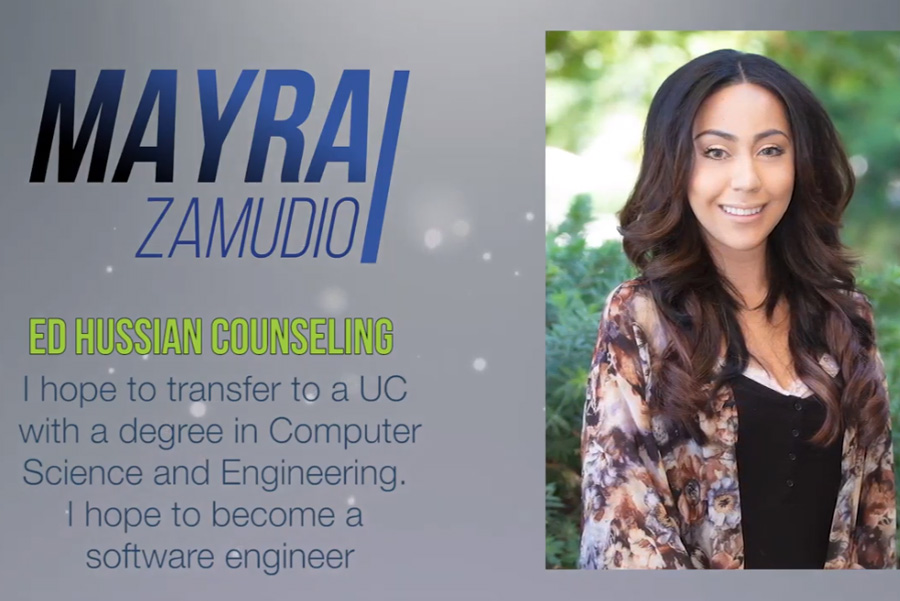 MAYRA
ZAMUDIO
ED HUSSIAN COUNSELING
I hope to transfer to a UC
with a degree in Computer
Science and Engineering.
I hope to become a
software engineer